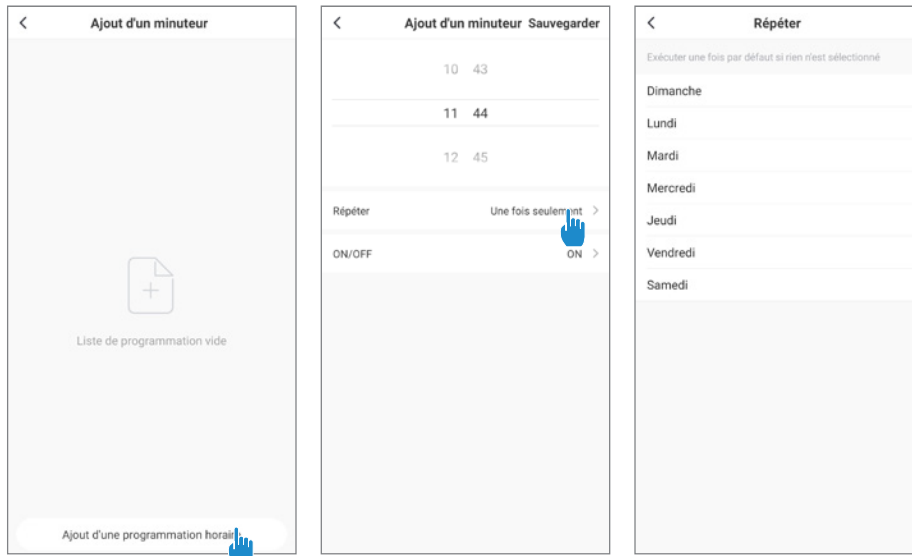 Ajout d'un minuteur
Liste de programmation vide
Ajout d'une programmation horaire
Ajout d'un minuteur Sauvegarder
10 43
11 44
12 45
Répéter Une fois seulement
ON/OFF ON
Répéter
Exécuter une fois par défaut si rien n'est sélectionné
Dimanche
Lundi
Mardi
Mercredi
Jeudi
Vendredi
Samedi